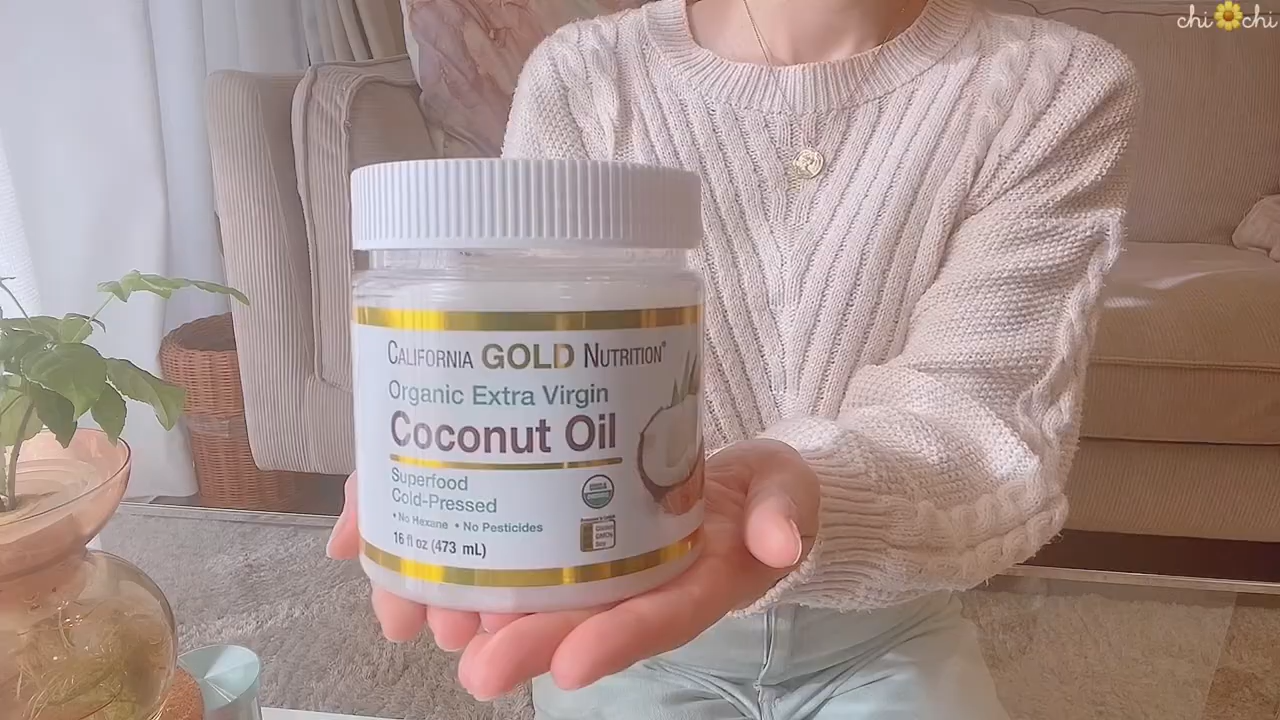 chi chi
CALIFORNIA GOLD NUTRITION®
Organic Extra Virgin
Coconut Oil
Superfood
Cold-Pressed
• No Hexane • No Pesticides
16 fl oz (473 mL)